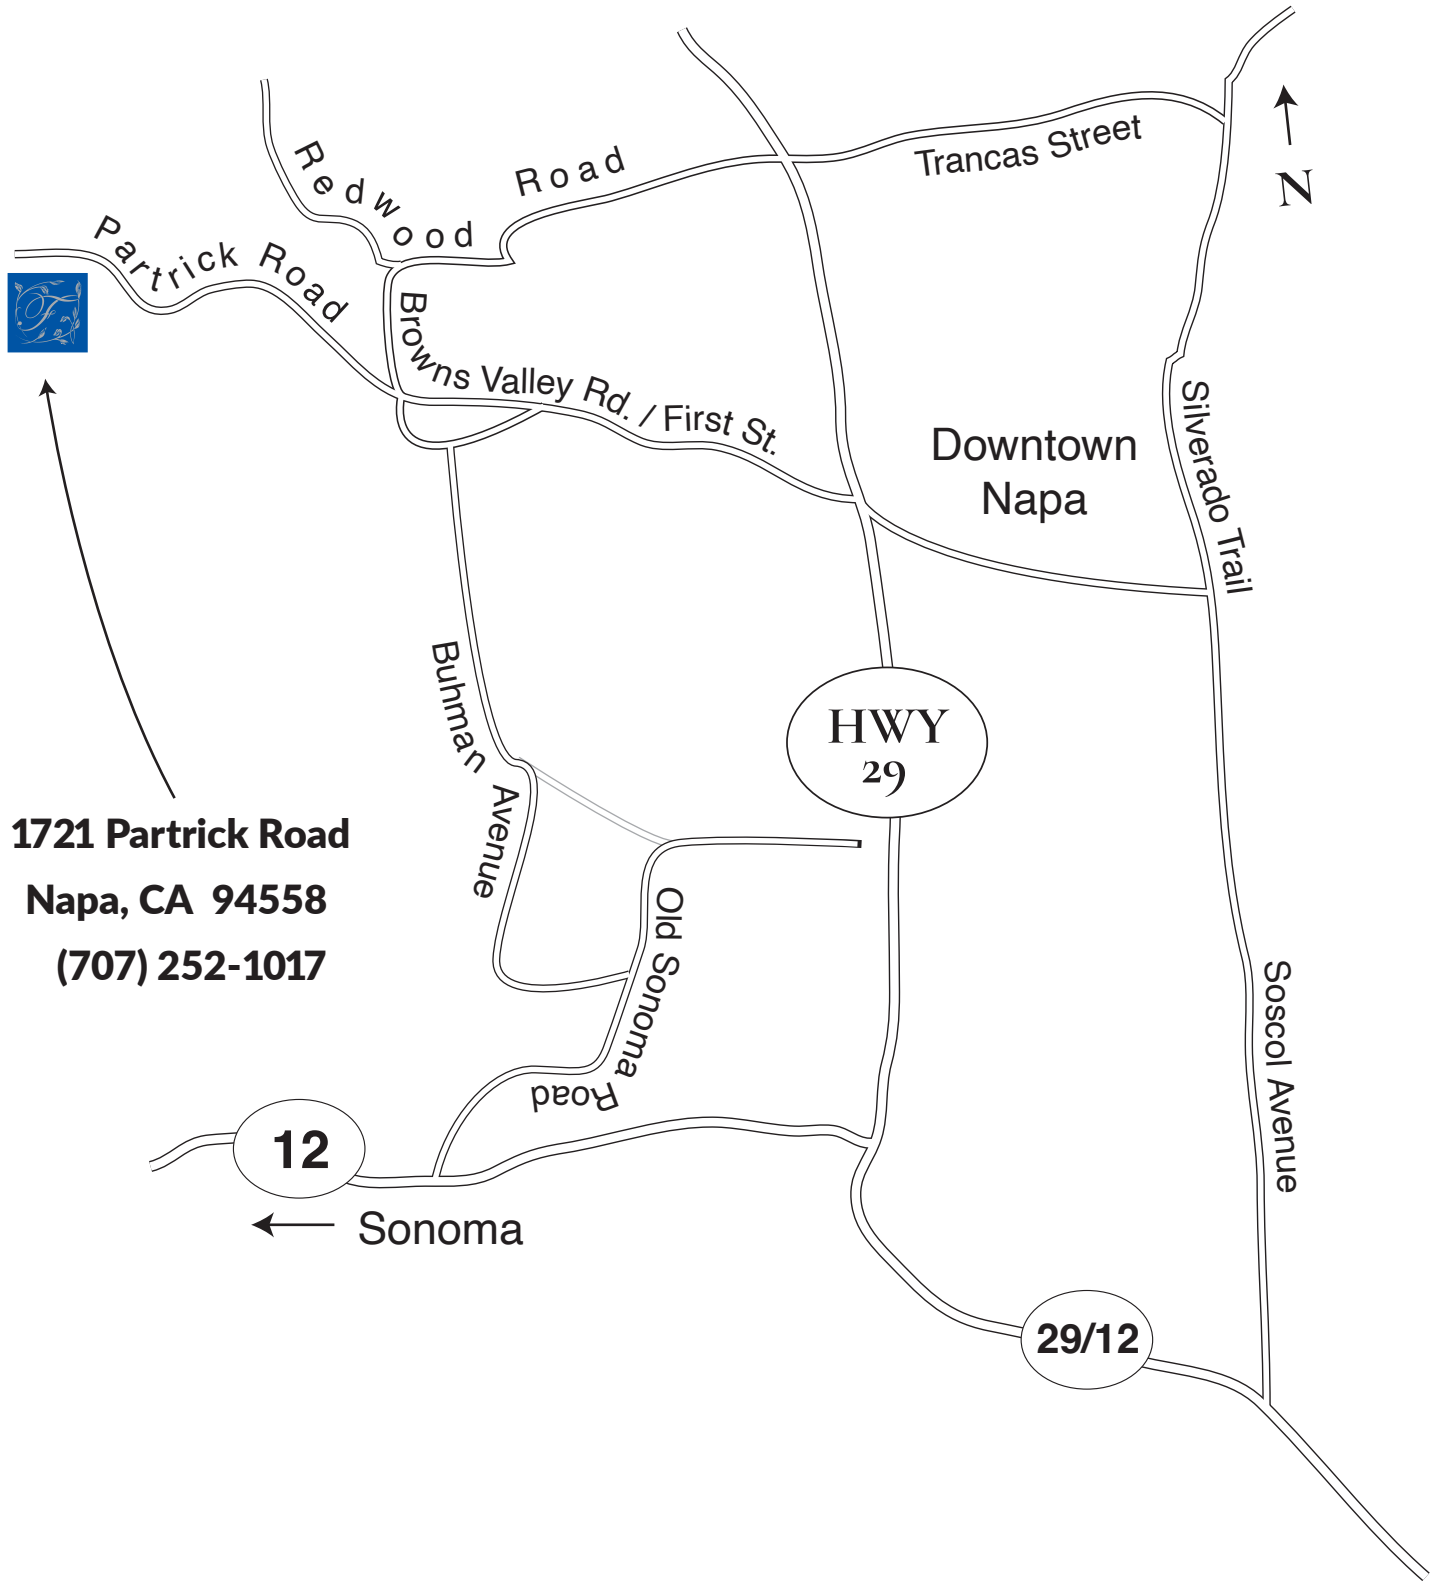 Redwood Road
Trancas Street
N
Partrick Road
Browns Valley Rd. / First St.
Downtown
Napa
Silverado Trail
F
Buhman Avenue
HWY
29
1721 Partrick Road
Napa, CA 94558
(707) 252-1017
Old Sonoma Road
Soscol Avenue
12
Sonoma
29/12